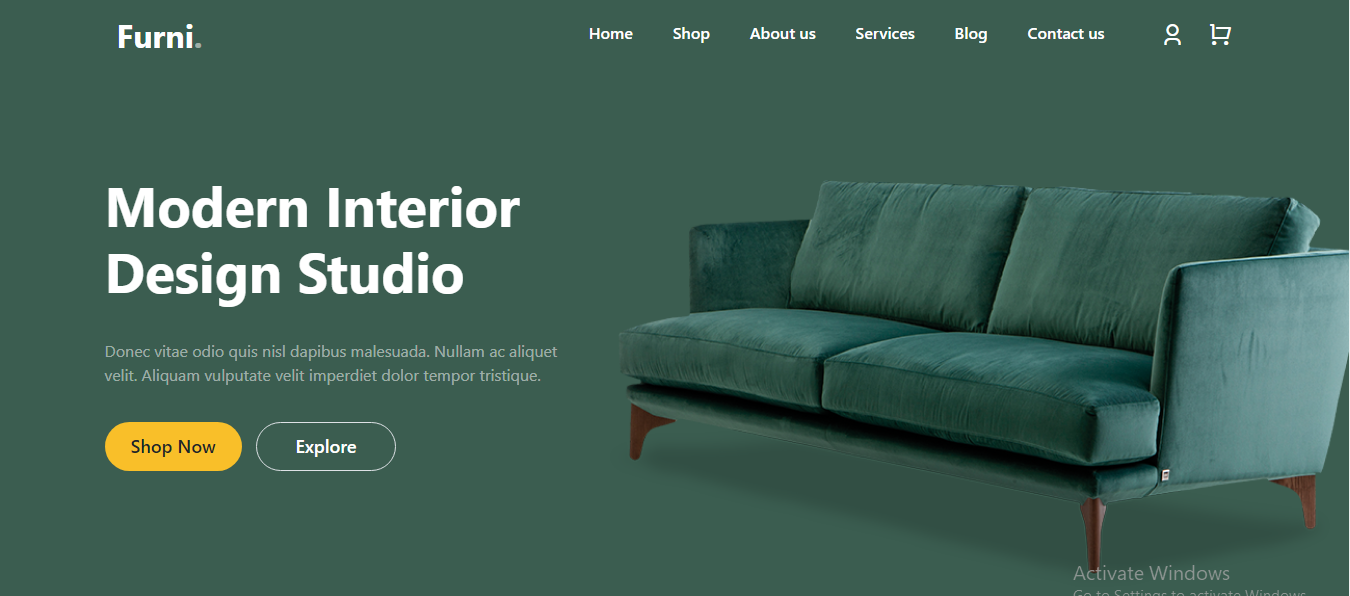 Furni.
Home Shop About us Services Blog Contact us
Modern Interior
Design Studio
Donec vitae odio quis nisl dapibus malesuada. Nullam ac aliquet
velit. Aliquam vulputate velit imperdiet dolor tempor tristique.
Shop Now Explore
Activate Windows
Go to Settings to activate Windows.